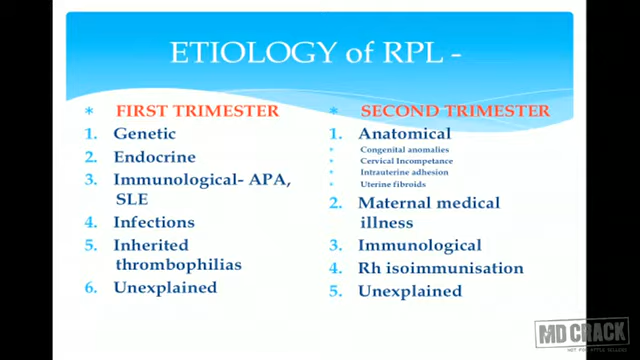 ETIOLOGY of RPL -
* FIRST TRIMESTER
1. Genetic
2. Endocrine
3. Immunological- APA,
SLE
4. Infections
5. Inherited
thrombophilias
6. Unexplained
* SECOND TRIMESTER
1. Anatomical
* Congenital anomalies
* Cervical Incompetance
* Intrauterine adhesion
* Uterine fibroids
2. Maternal medical
illness
3. Immunological
4. Rh isoimmunisation
5. Unexplained
MD CRACK